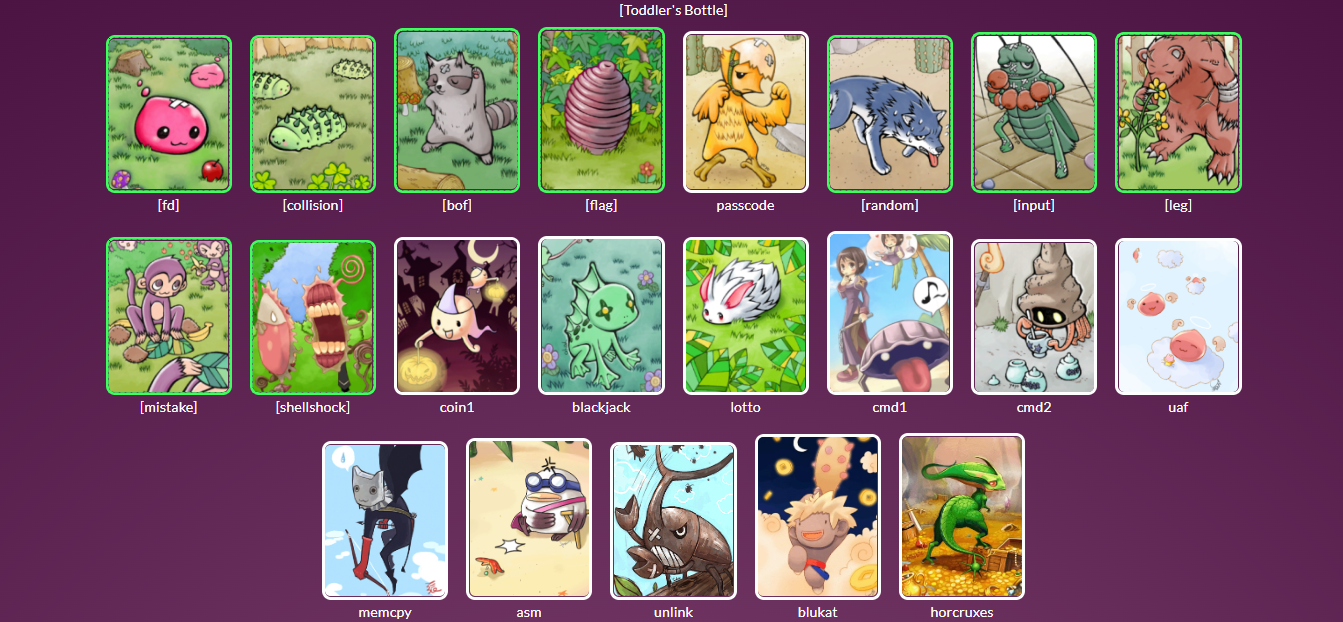 [Toddler's Bottle]
[fd] [collision] [bof] [flag] passcode [random] [input] [leg]
[mistake] [shellshock] coin1 blackjack lotto cmd1 cmd2 uaf
memcpy asm unlink blukat horcruxes